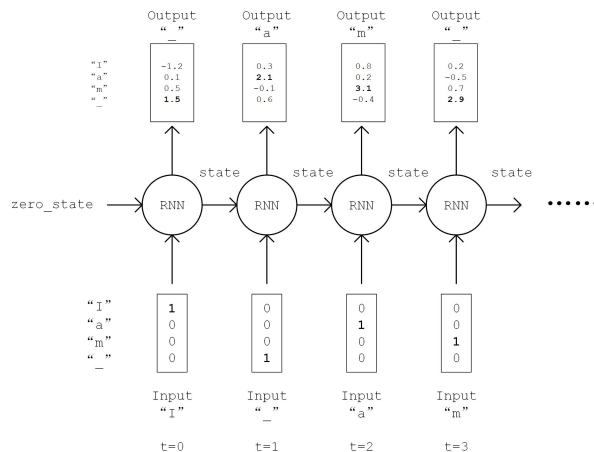 Output Output Output Output
“_” “a” “m” “_”
“I” -1.2 0.3 0.8 0.2
“a” 0.1 2.1 0.2 -0.5
“m” 0.5 -0.1 3.1 0.7
“_” 1.5 0.6 -0.4 2.9
state state state state
zero_state RNN RNN RNN RNN ......
“I” 1 0 0 0
“a” 0 0 1 0
“m” 0 0 0 1
“_” 0 1 0 0
Input Input Input Input
“I” “_” “a” “m”
t=0 t=1 t=2 t=3